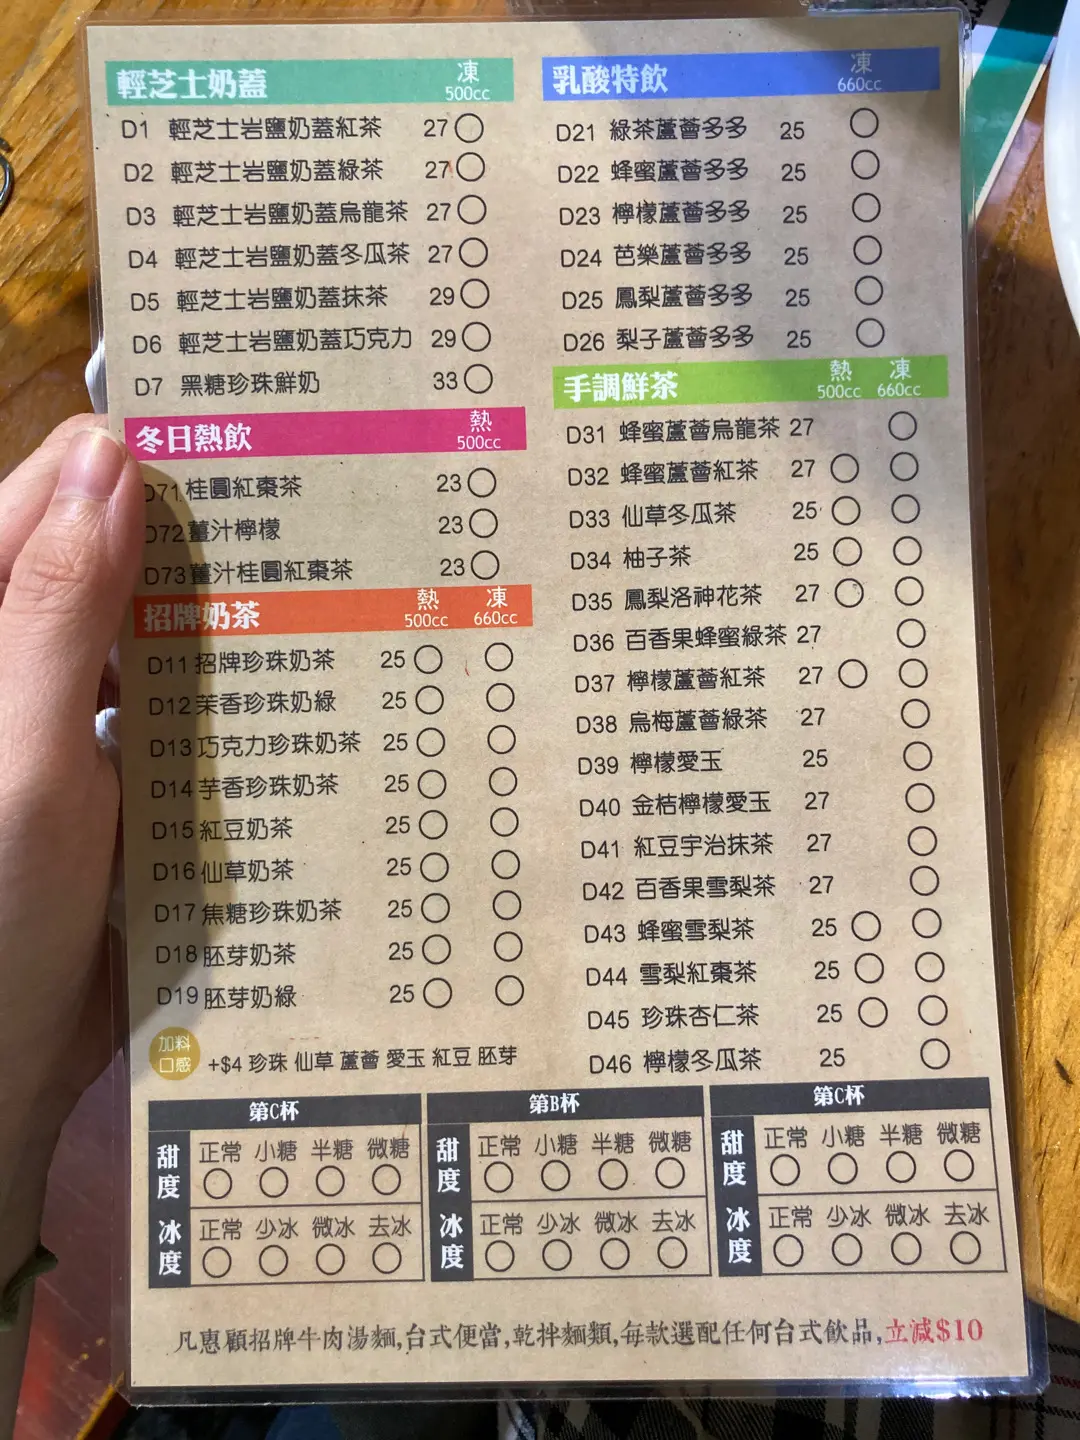 輕芝士奶蓋 凍 500cc
D1 輕芝士岩鹽奶蓋紅茶 27
D2 輕芝士岩鹽奶蓋綠茶 27
D3 輕芝士岩鹽奶蓋烏龍茶 27
D4 輕芝士岩鹽奶蓋冬瓜茶 27
D5 輕芝士岩鹽奶蓋抹茶 29
D6 輕芝士岩鹽奶蓋巧克力 29
D7 黑糖珍珠鮮奶 33
冬日熱飲 熱 500cc
D71 桂圓紅棗茶 23
D72 薑汁檸檬 23
D73 薑汁桂圓紅棗茶 23
招牌奶茶 熱 500cc 凍 660cc
D11 招牌珍珠奶茶 25
D12 茉香珍珠奶綠 25
D13 巧克力珍珠奶茶 25
D14 芋香珍珠奶茶 25
D15 紅豆奶茶 25
D16 仙草奶茶 25
D17 焦糖珍珠奶茶 25
D18 胚芽奶茶 25
D19 胚芽奶綠 25
加料
口感
+$4 珍珠 仙草 蘆薈 愛玉 紅豆 胚芽
乳酸特飲 凍 660cc
D21 綠茶蘆薈多多 25
D22 蜂蜜蘆薈多多 25
D23 檸檬蘆薈多多 25
D24 芭樂蘆薈多多 25
D25 鳳梨蘆薈多多 25
D26 梨子蘆薈多多 25
手調鮮茶 熱 500cc 凍 660cc
D31 蜂蜜蘆薈烏龍茶 27
D32 蜂蜜蘆薈紅茶 27
D33 仙草冬瓜茶 25
D34 柚子茶 25
D35 鳳梨洛神花茶 27
D36 百香果蜂蜜綠茶 27
D37 檸檬蘆薈紅茶 27
D38 烏梅蘆薈綠茶 27
D39 檸檬愛玉 25
D40 金桔檸檬愛玉 27
D41 紅豆宇治抹茶 27
D42 百香果雪梨茶 27
D43 蜂蜜雪梨茶 25
D44 雪梨紅棗茶 25
D45 珍珠杏仁茶 25
D46 檸檬冬瓜茶 25
第C杯
甜度 正常 小糖 半糖 微糖
冰度 正常 少冰 微冰 去冰
第B杯
甜度 正常 小糖 半糖 微糖
冰度 正常 少冰 微冰 去冰
第C杯
甜度 正常 小糖 半糖 微糖
冰度 正常 少冰 微冰 去冰
凡惠顧招牌牛肉湯麵,台式便當,乾拌麵類,每款選配任何台式飲品,立減$10